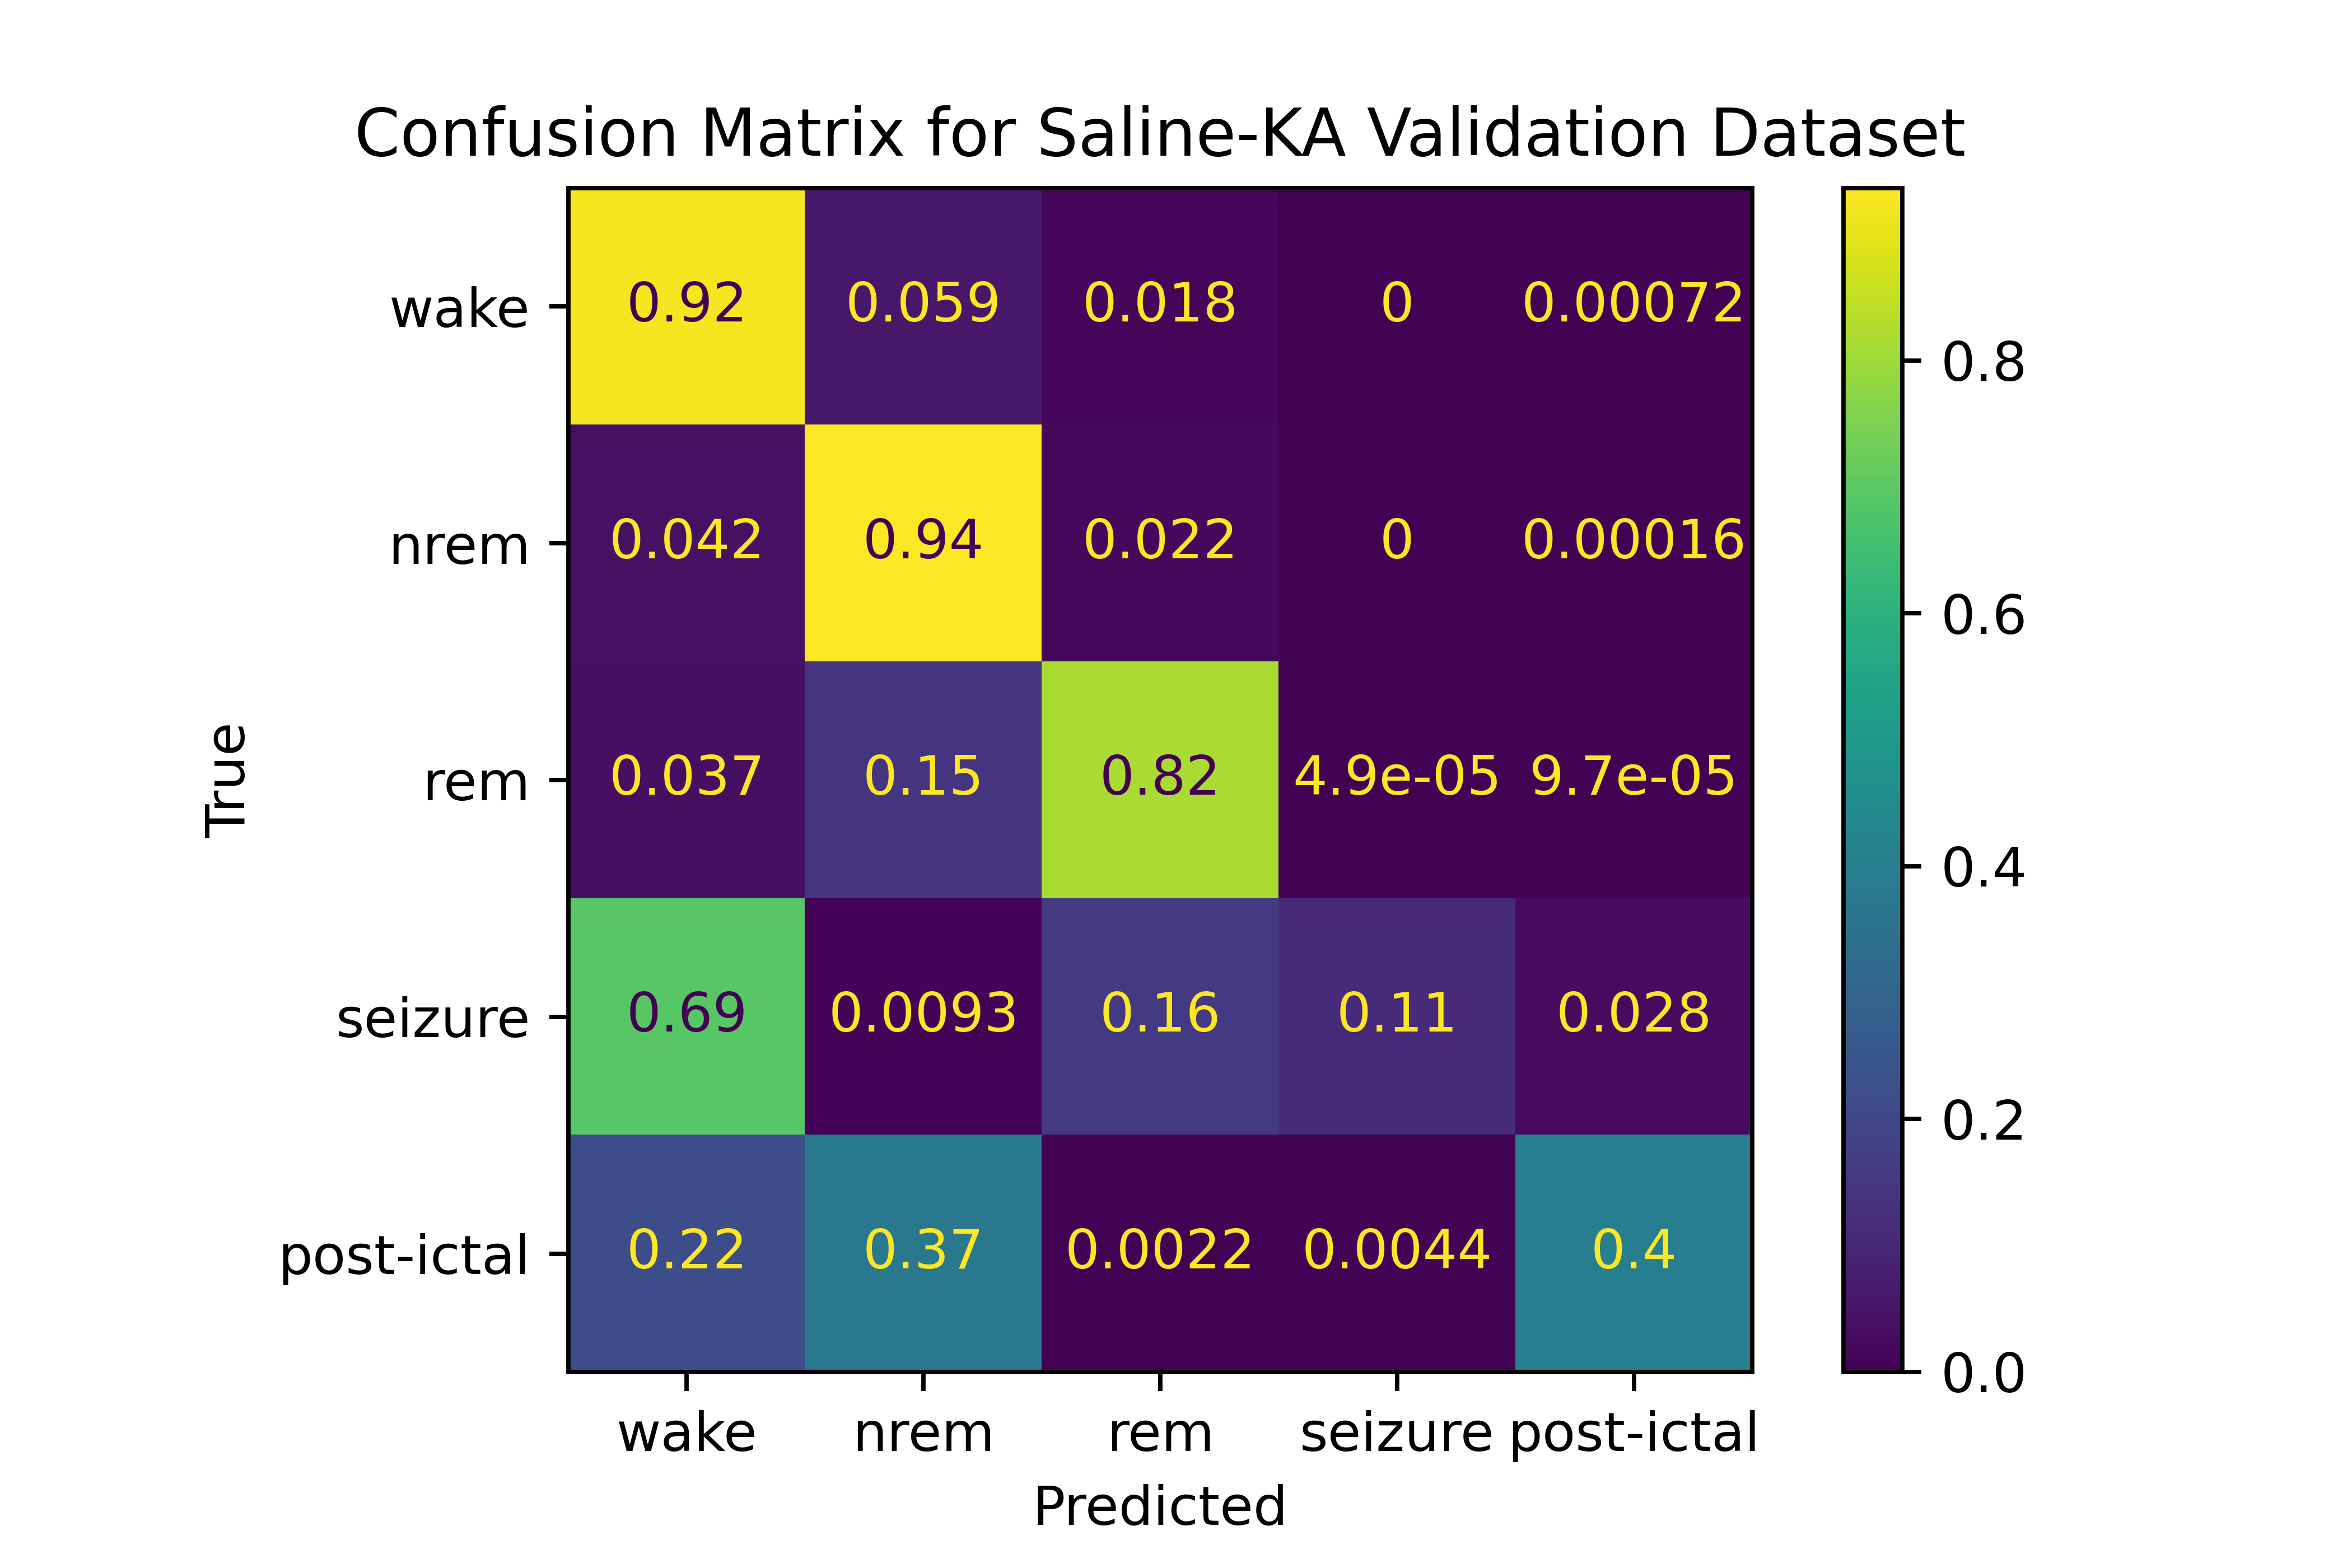 Confusion Matrix for Saline-KA Validation Dataset
wake 0.92 0.059 0.018 0 0.00072
nrem 0.042 0.94 0.022 0 0.00016
rem 0.037 0.15 0.82 4.9e-05 9.7e-05
seizure 0.69 0.0093 0.16 0.11 0.028
post-ictal 0.22 0.37 0.0022 0.0044 0.4
True
wake nrem rem seizure post-ictal
Predicted
0.8
0.6
0.4
0.2
0.0